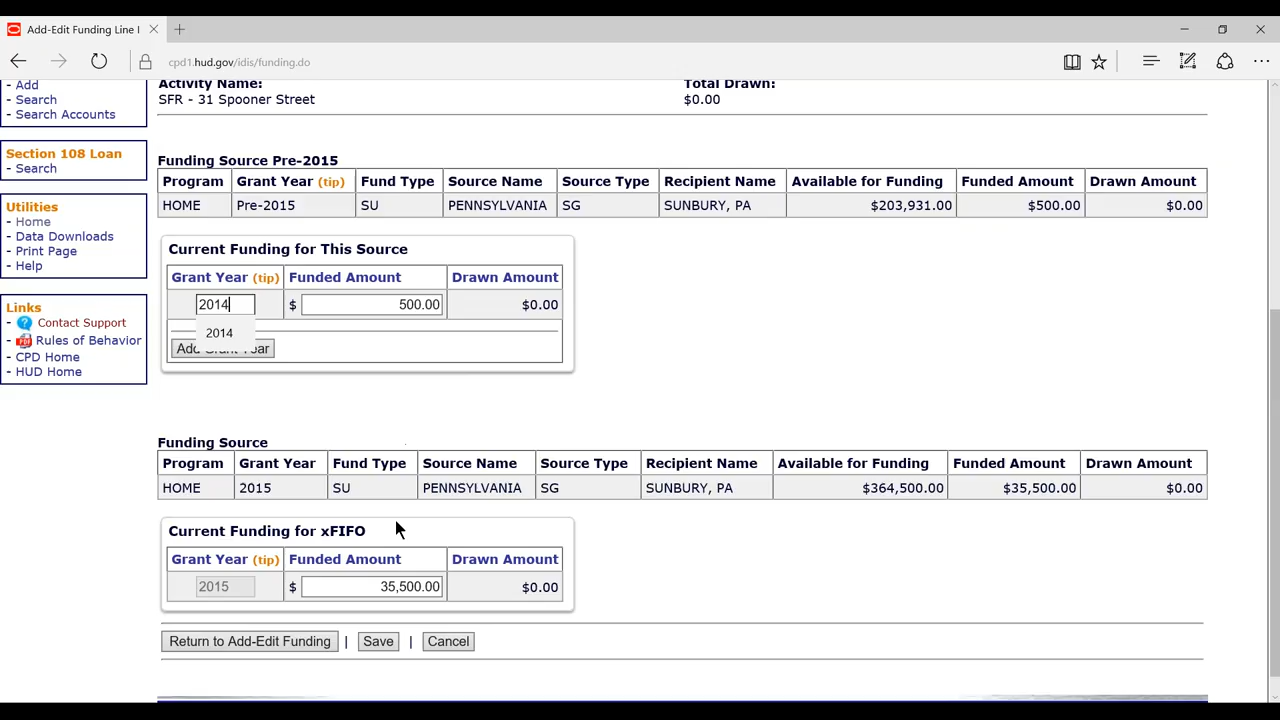 Add-Edit Funding Line I
cpd1.hud.gov/idis/funding.do
- Add
- Search
- Search Accounts
Section 108 Loan
- Search
Utilities
- Home
- Data Downloads
- Print Page
- Help
Links
- Contact Support
- Rules of Behavior
- CPD Home
- HUD Home
Activity Name: Total Drawn:
SFR - 31 Spooner Street $0.00
Funding Source Pre-2015
Program Grant Year (tip) Fund Type Source Name Source Type Recipient Name Available for Funding Funded Amount Drawn Amount
HOME Pre-2015 SU PENNSYLVANIA SG SUNBURY, PA $203,931.00 $500.00 $0.00
Current Funding for This Source
Grant Year (tip) Funded Amount Drawn Amount
2014 $ 500.00 $0.00
2014
Add Grant Year
Funding Source
Program Grant Year Fund Type Source Name Source Type Recipient Name Available for Funding Funded Amount Drawn Amount
HOME 2015 SU PENNSYLVANIA SG SUNBURY, PA $364,500.00 $35,500.00 $0.00
Current Funding for xFIFO
Grant Year (tip) Funded Amount Drawn Amount
2015 $ 35,500.00 $0.00
Return to Add-Edit Funding | Save | Cancel